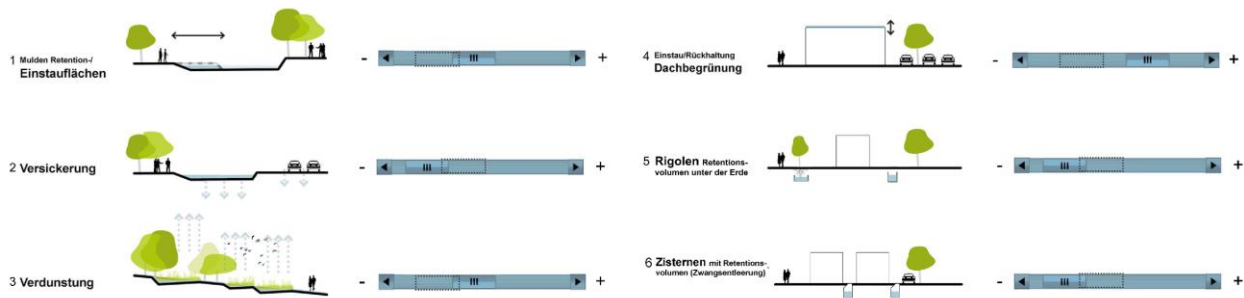 1 Mulden Retention-/
Einstauflächen
- +
2 Versickerung
- +
3 Verdunstung
- +
4 Einstau/Rückhaltung
Dachbegrünung
- +
5 Rigolen Retentions-
volumen unter der Erde
- +
6 Zisternen mit Retentions-
volumen (Zwangsentleerung)
- +